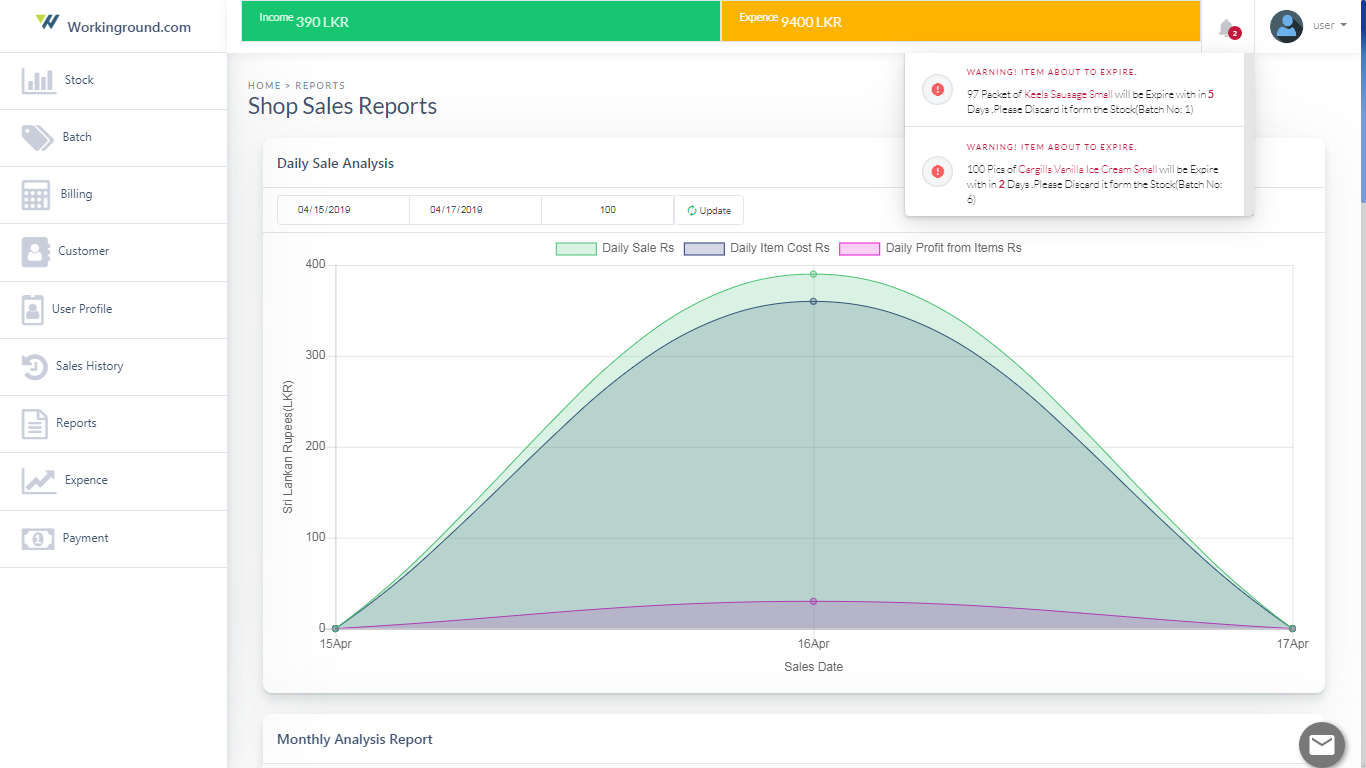 Workinground.com
Income 390 LKR
Expence 9400 LKR
2
user
Stock
Batch
Billing
Customer
User Profile
Sales History
Reports
Expence
Payment
HOME > REPORTS
Shop Sales Reports
WARNING! ITEM ABOUT TO EXPIRE.
97 Packet of Keels Sausage Small will be Expire with in 5
Days .Please Discard it form the Stock(Batch No: 1)
WARNING! ITEM ABOUT TO EXPIRE.
100 Pics of Cargills Vanilla Ice Cream Small will be Expire
with in 2 Days .Please Discard it form the Stock(Batch No:
6)
Daily Sale Analysis
04/15/2019 04/17/2019 100 Update
Daily Sale Rs Daily Item Cost Rs Daily Profit from Items Rs
400
300
200
100
0
Sri Lankan Rupees(LKR)
15Apr 16Apr 17Apr
Sales Date
Monthly Analysis Report